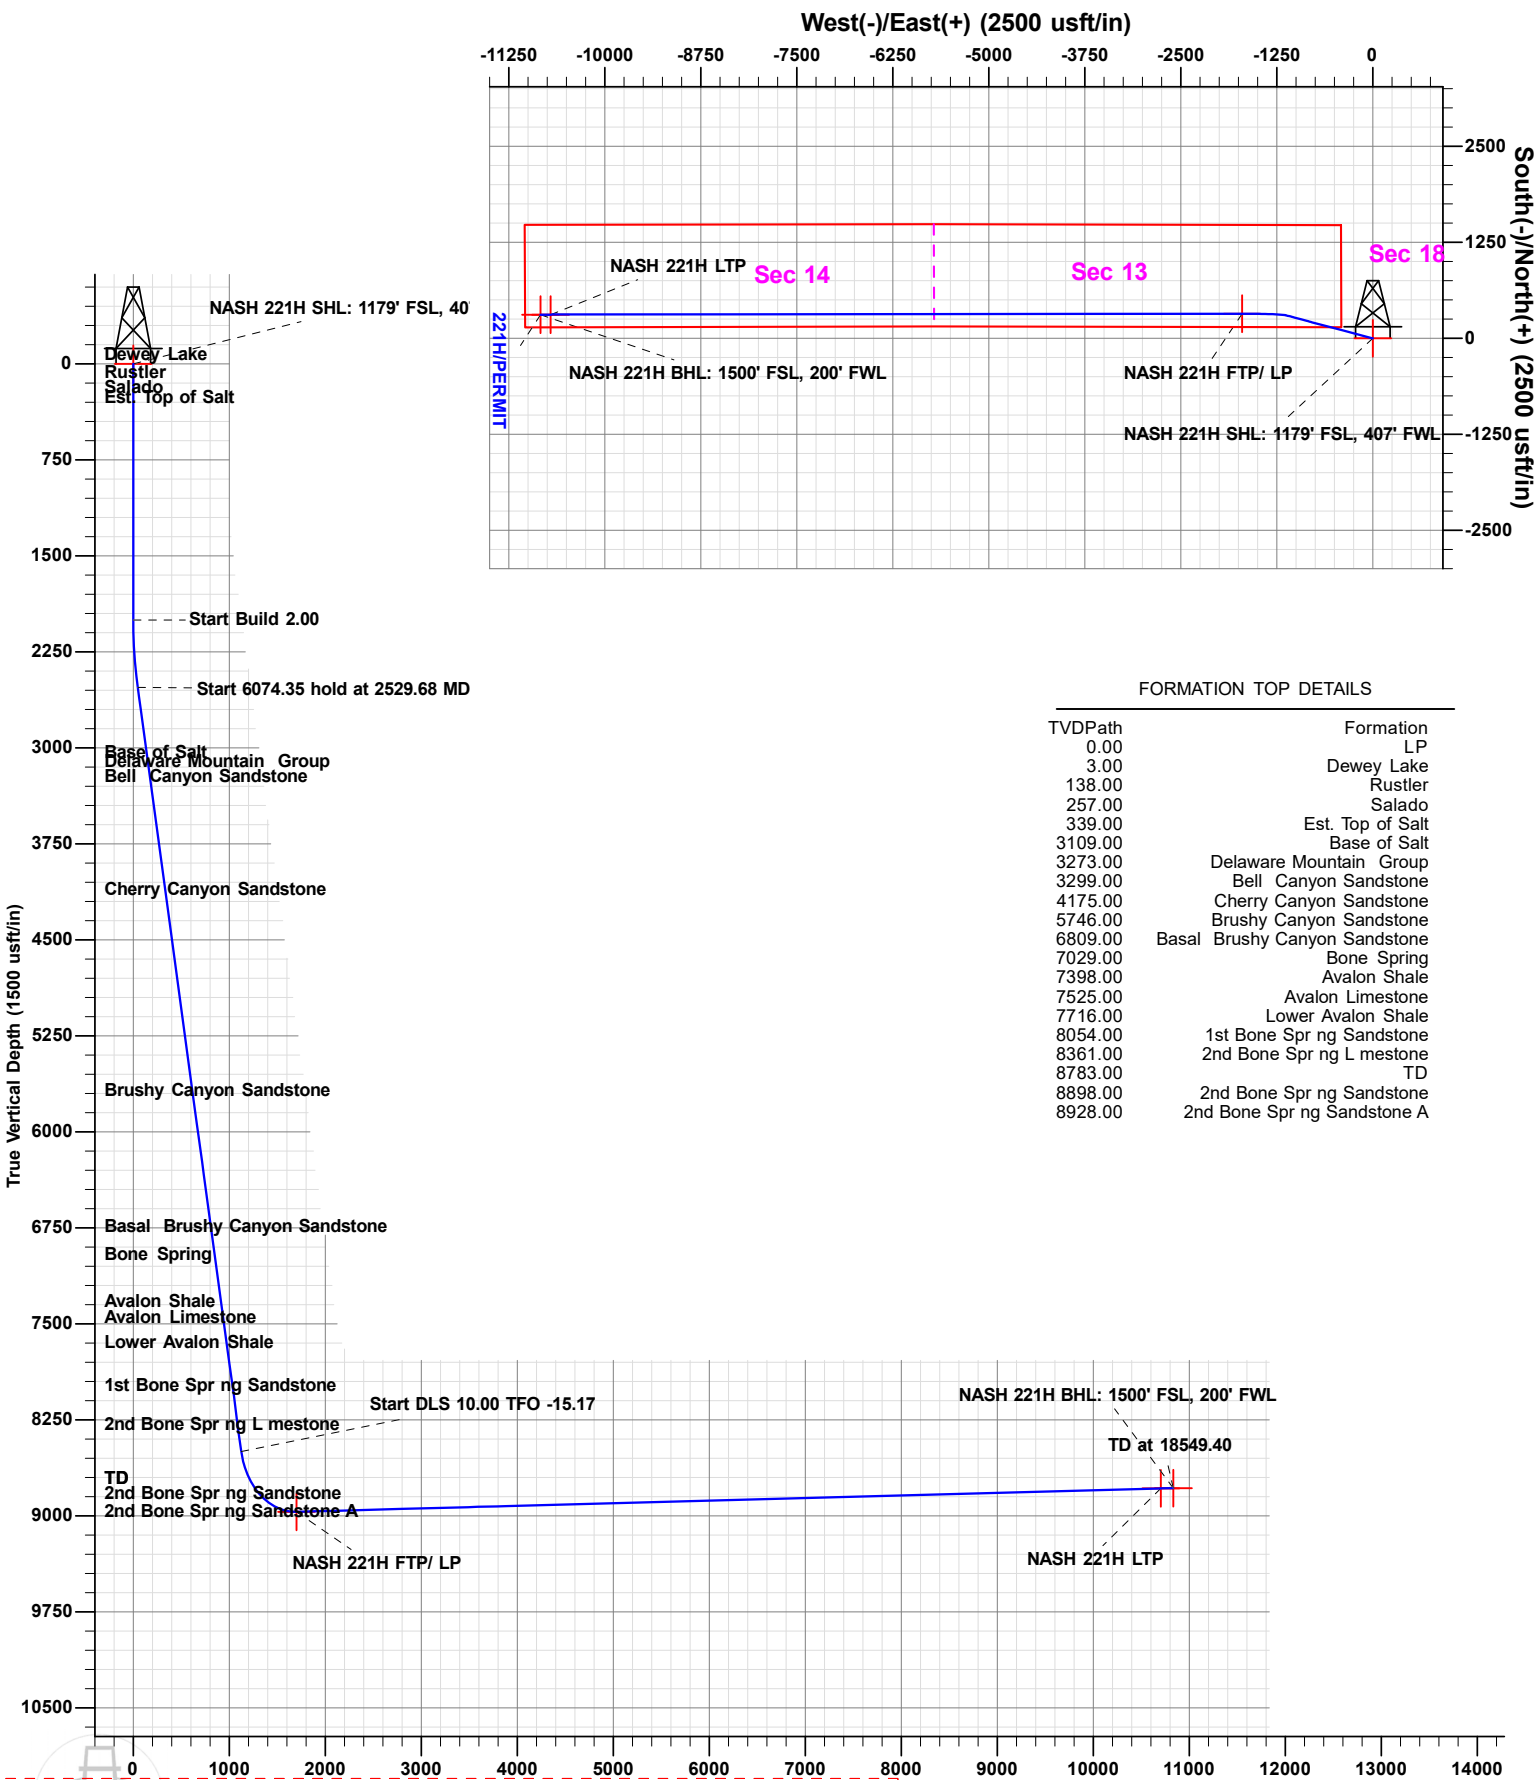 West(-)/East(+) (2500 usft/in)
-11250 -10000 -8750 -7500 -6250 -5000 -3750 -2500 -1250 0
2500
1250
0
-1250
-2500
South(-)/North(+) (2500 usft/in)
Sec 18
Sec 14
Sec 13
NASH 221H LTP
NASH 221H BHL: 1500' FSL, 200' FWL
NASH 221H FTP/ LP
NASH 221H SHL: 1179' FSL, 407' FWL
221H/PERMIT
NASH 221H SHL: 1179' FSL, 40
Dewey Lake
Rustler
Salado
Est. Top of Salt
Start Build 2.00
Start 6074.35 hold at 2529.68 MD
Base of Salt
Delaware Mountain Group
Bell Canyon Sandstone
Cherry Canyon Sandstone
Brushy Canyon Sandstone
Basal Brushy Canyon Sandstone
Bone Spring
Avalon Shale
Avalon Limestone
Lower Avalon Shale
1st Bone Spr ng Sandstone
Start DLS 10.00 TFO -15.17
2nd Bone Spr ng L mestone
TD
2nd Bone Spr ng Sandstone
2nd Bone Spr ng Sandstone A
NASH 221H FTP/ LP
NASH 221H BHL: 1500' FSL, 200' FWL
TD at 18549.40
NASH 221H LTP
0
750
1500
2250
3000
3750
4500
5250
6000
6750
7500
8250
9000
9750
10500
True Vertical Depth (1500 usft/in)
0 1000 2000 3000 4000 5000 6000 7000 8000 9000 10000 11000 12000 13000 14000
FORMATION TOP DETAILS
TVDPath Formation
0.00 LP
3.00 Dewey Lake
138.00 Rustler
257.00 Salado
339.00 Est. Top of Salt
3109.00 Base of Salt
3273.00 Delaware Mountain Group
3299.00 Bell Canyon Sandstone
4175.00 Cherry Canyon Sandstone
5746.00 Brushy Canyon Sandstone
6809.00 Basal Brushy Canyon Sandstone
7029.00 Bone Spring
7398.00 Avalon Shale
7525.00 Avalon Limestone
7716.00 Lower Avalon Shale
8054.00 1st Bone Spr ng Sandstone
8361.00 2nd Bone Spr ng L mestone
8783.00 TD
8898.00 2nd Bone Spr ng Sandstone
8928.00 2nd Bone Spr ng Sandstone A